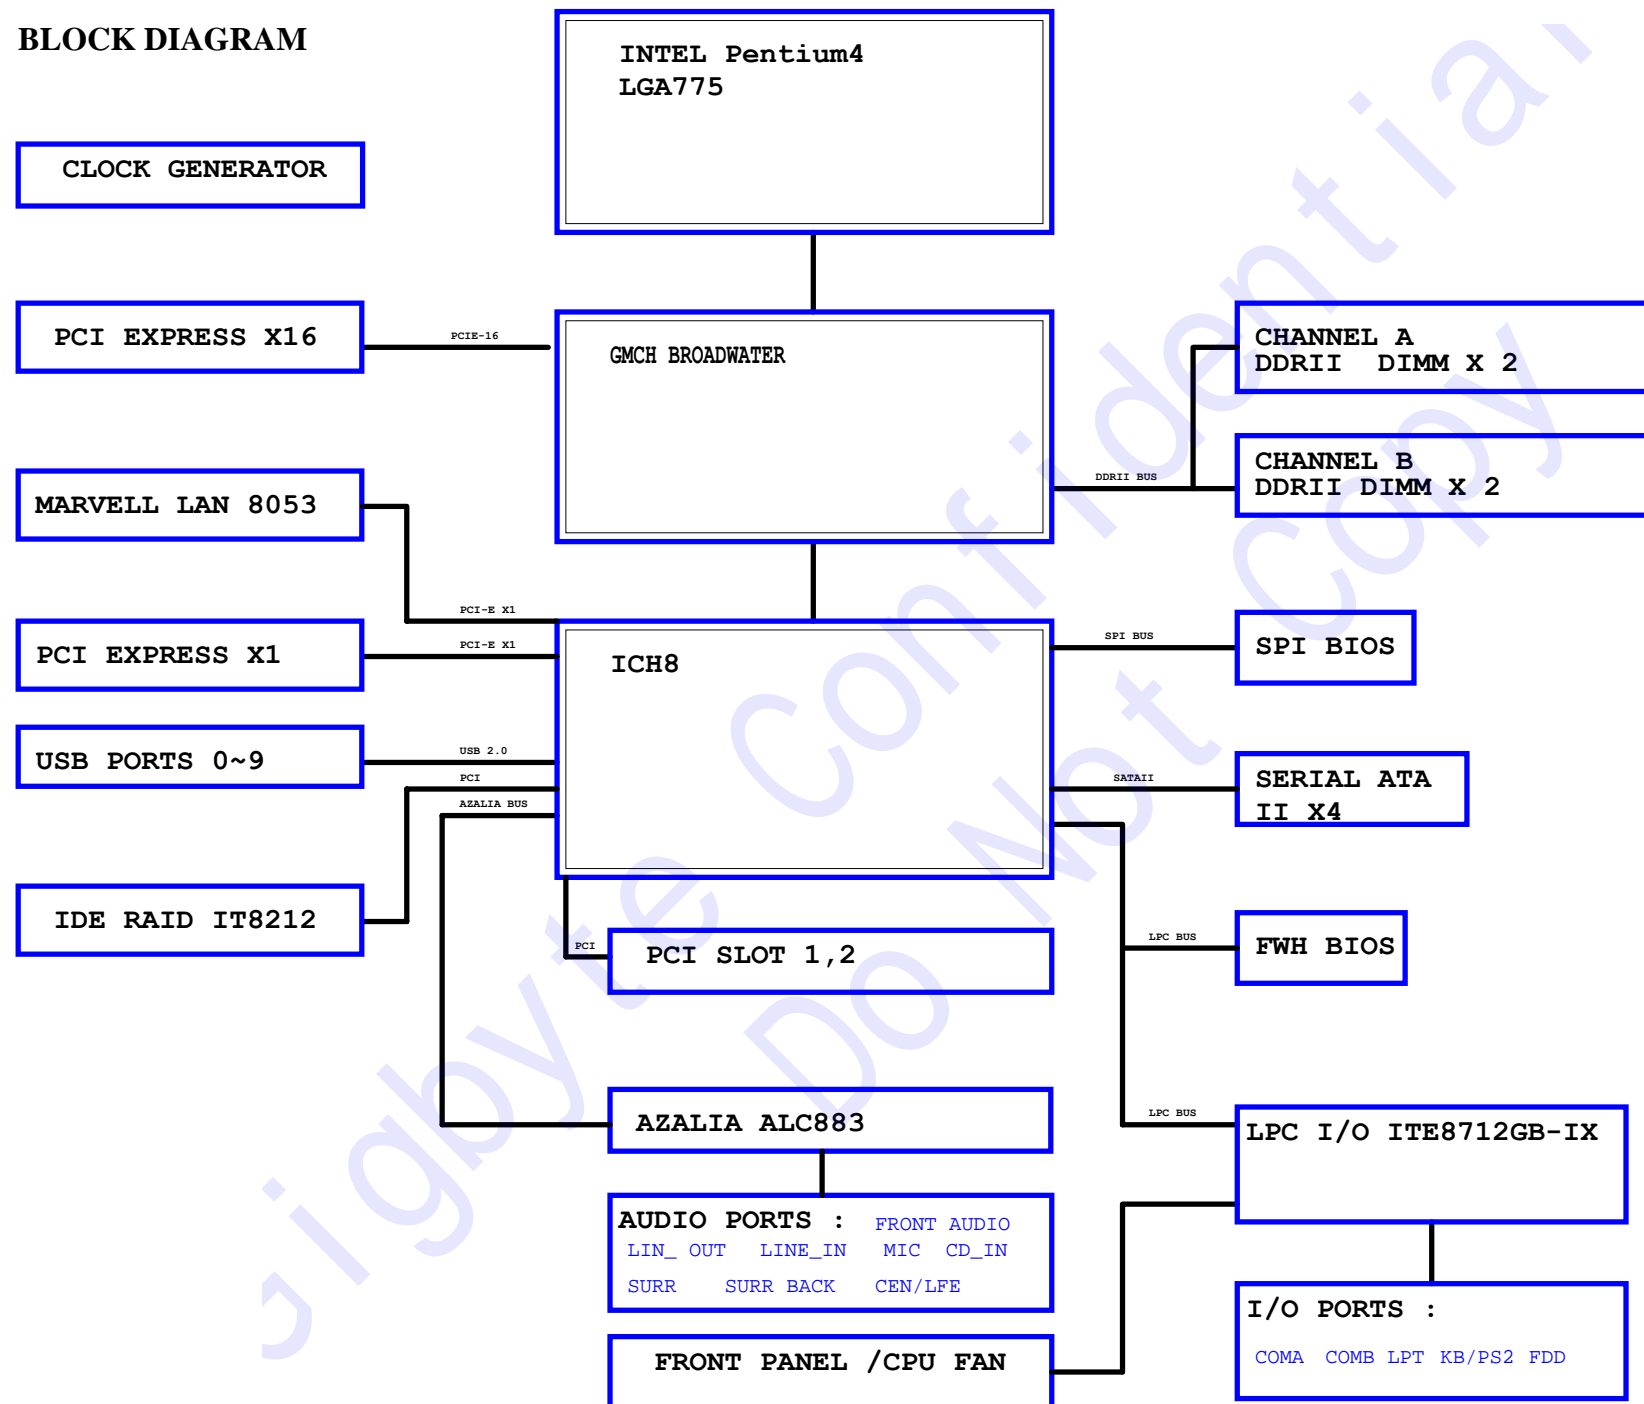 BLOCK DIAGRAM
INTEL Pentium4
LGA775
CLOCK GENERATOR
PCI EXPRESS X16
PCIE-16
GMCH BROADWATER
CHANNEL A
DDRII DIMM X 2
CHANNEL B
DDRII DIMM X 2
DDRII BUS
MARVELL LAN 8053
PCI-E X1
PCI EXPRESS X1
PCI-E X1
ICH8
SPI BUS
SPI BIOS
USB PORTS 0~9
USB 2.0
PCI
AZALIA BUS
SATAII
SERIAL ATA
II X4
IDE RAID IT8212
PCI
PCI SLOT 1,2
LPC BUS
FWH BIOS
AZALIA ALC883
LPC BUS
LPC I/O ITE8712GB-IX
AUDIO PORTS : FRONT AUDIO
LIN_ OUT LINE_IN MIC CD_IN
SURR SURR BACK CEN/LFE
I/O PORTS :
COMA COMB LPT KB/PS2 FDD
FRONT PANEL /CPU FAN
Gigbyte Confidential
Do Not Copy